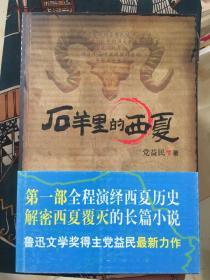 石羊里的西夏
党益民 著
第一部全程演绎西夏历史
解密西夏覆灭的长篇小说
鲁迅文学奖得主党益民最新力作